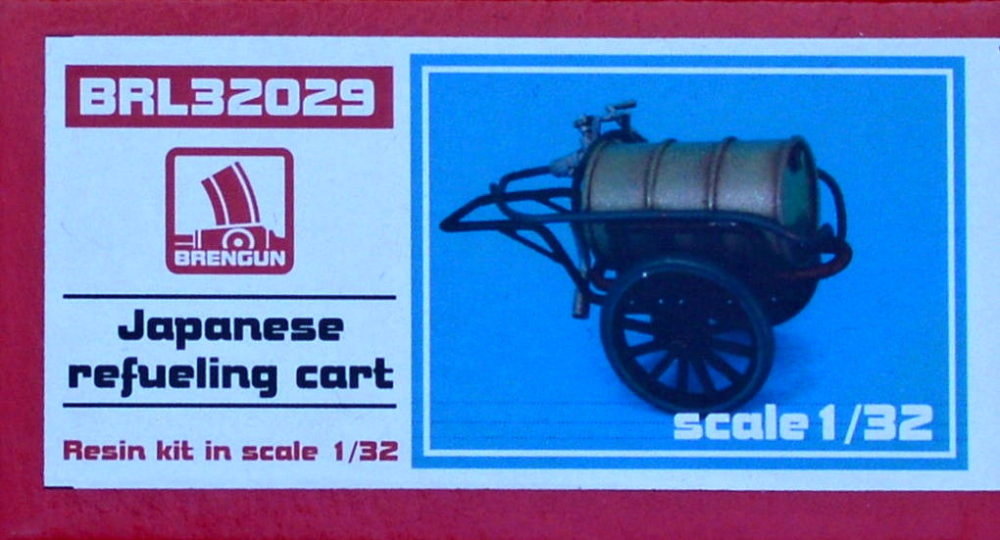 BRL32029
BRENGUN
Japanese
refueling cart
Resin kit in scale 1/32
scale 1/32